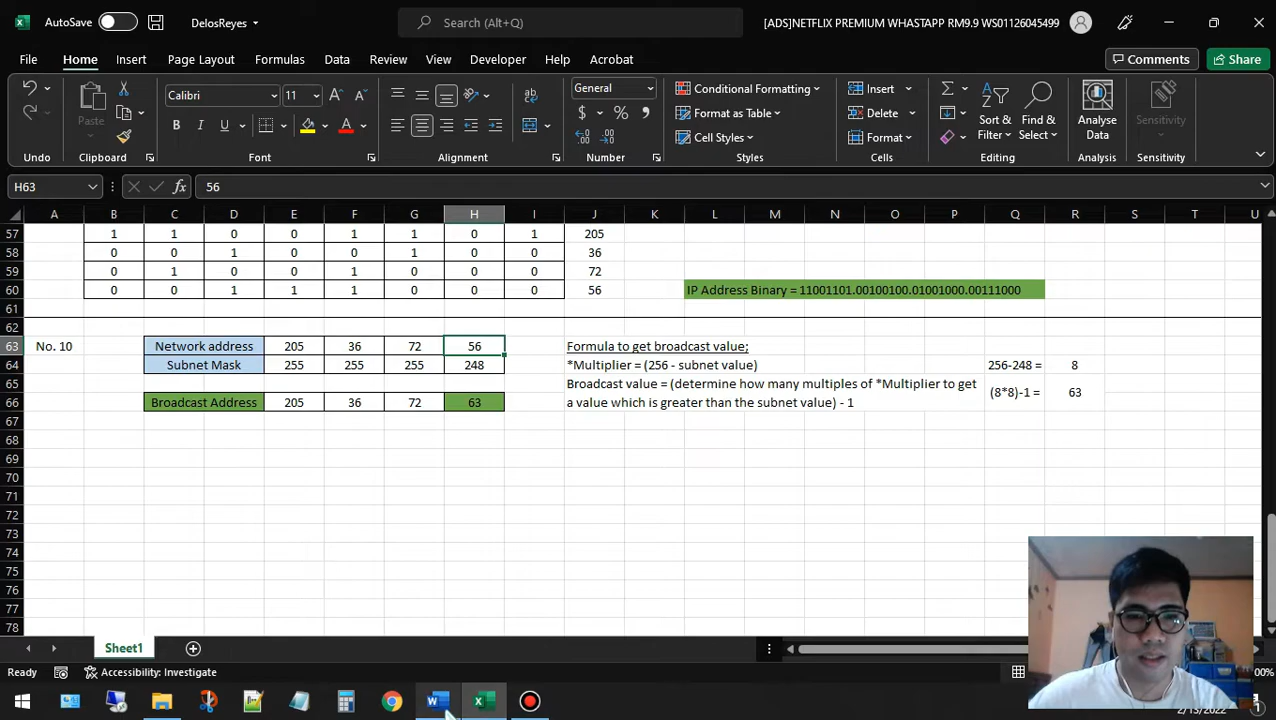 AutoSave DelosReyes Search (Alt+Q) [ADS]NETFLIX PREMIUM WHASTAPP RM9.9 WS01126045499
File Home Insert Page Layout Formulas Data Review View Developer Help Acrobat Comments Share
Calibri 11 General Conditional Formatting Insert
Paste Format as Table Delete Sort & Find & Analyse Sensitivity
B I U A $ % Cell Styles Format Filter Select Data
Undo Clipboard Font Alignment Number Styles Cells Editing Analysis Sensitivity
H63 fx 56
A B C D E F G H I J K L M N O P Q R S T U
57 1 1 0 0 1 1 0 1 205
58 0 0 1 0 0 1 0 0 36
59 0 1 0 0 1 0 0 0 72
60 0 0 1 1 1 0 0 0 56 IP Address Binary = 11001101.00100100.01001000.00111000
61
62
63 No. 10 Network address 205 36 72 56 Formula to get broadcast value;
64 Subnet Mask 255 255 255 248 *Multiplier = (256 - subnet value) 256-248 = 8
65 Broadcast value = (determine how many multiples of *Multiplier to get
(8*8)-1 = 63
66 Broadcast Address 205 36 72 63 a value which is greater than the subnet value) - 1
67
68
69
70
71
72
73
74
75
76
77
78
Sheet1
Ready Accessibility: Investigate
2/13/2022 1